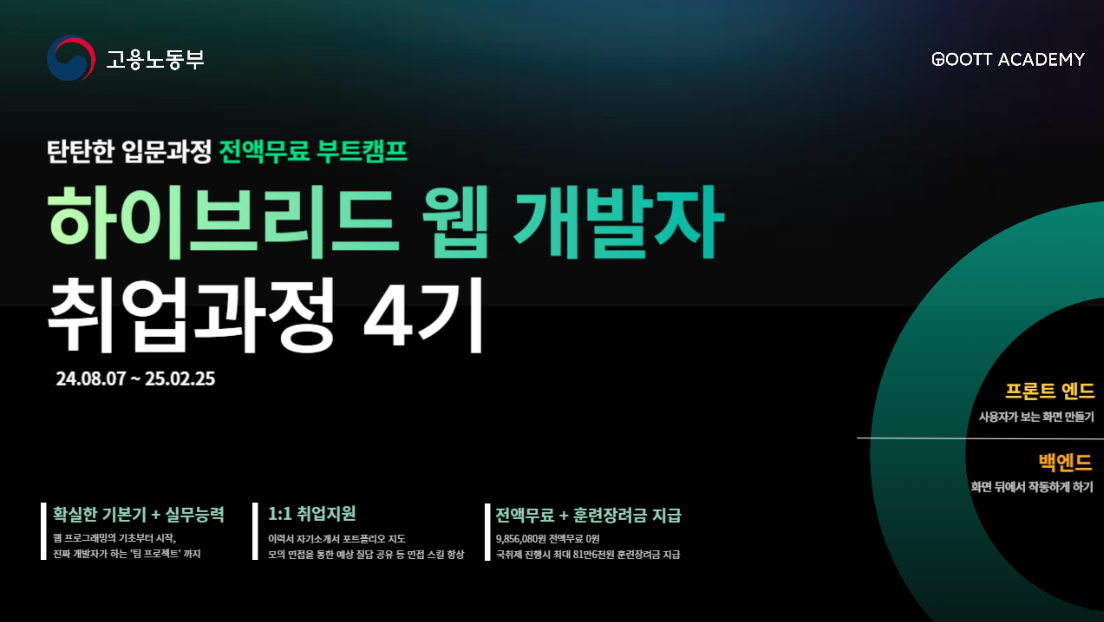 고용노동부
GOOTT ACADEMY
탄탄한 입문과정 전액무료 부트캠프
하이브리드 웹 개발자
취업과정 4기
24.08.07 ~ 25.02.25
프론트 엔드
사용자가 보는 화면 만들기
백엔드
화면 뒤에서 작동하게 하기
확실한 기본기 + 실무능력
웹 프로그래밍의 기초부터 시작,
진짜 개발자가 하는 '팀 프로젝트' 까지
1:1 취업지원
이력서 자기소개서 포트폴리오 지도
모의 면접을 통한 예상 질답 공유 등 면접 스킬 향상
전액무료 + 훈련장려금 지급
9,856,080원 전액무료 0원
국취제 진행시 최대 81만6천원 훈련장려금 지급